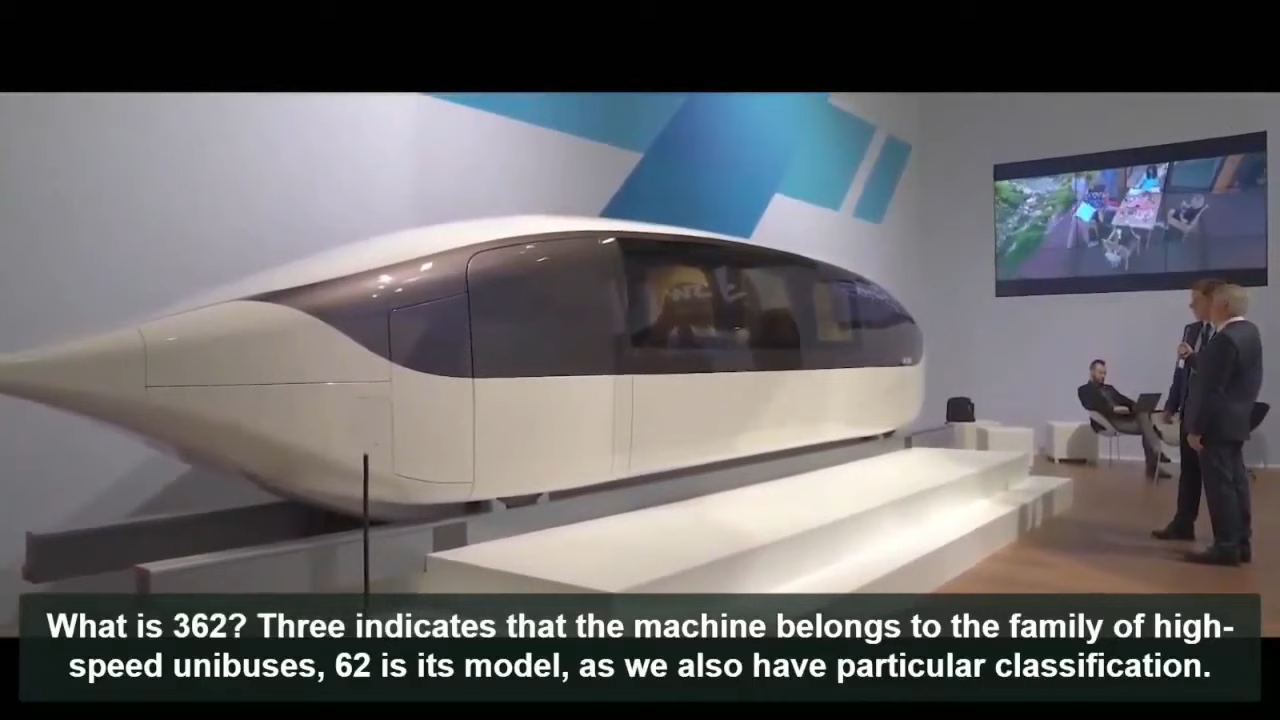 What is 362? Three indicates that the machine belongs to the family of high-
speed unibuses, 62 is its model, as we also have particular classification.